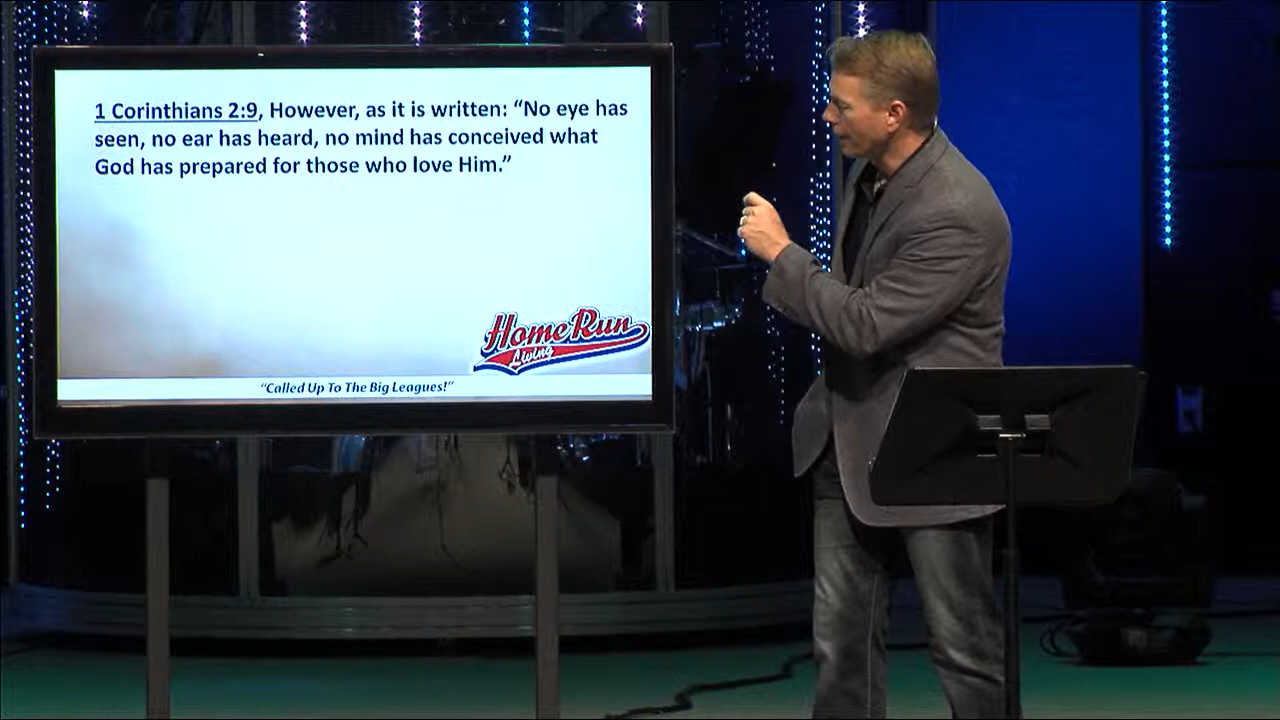 1 Corinthians 2:9, However, as it is written: “No eye has
seen, no ear has heard, no mind has conceived what
God has prepared for those who love Him.”
Home Run
Living
“Called Up To The Big Leagues!”